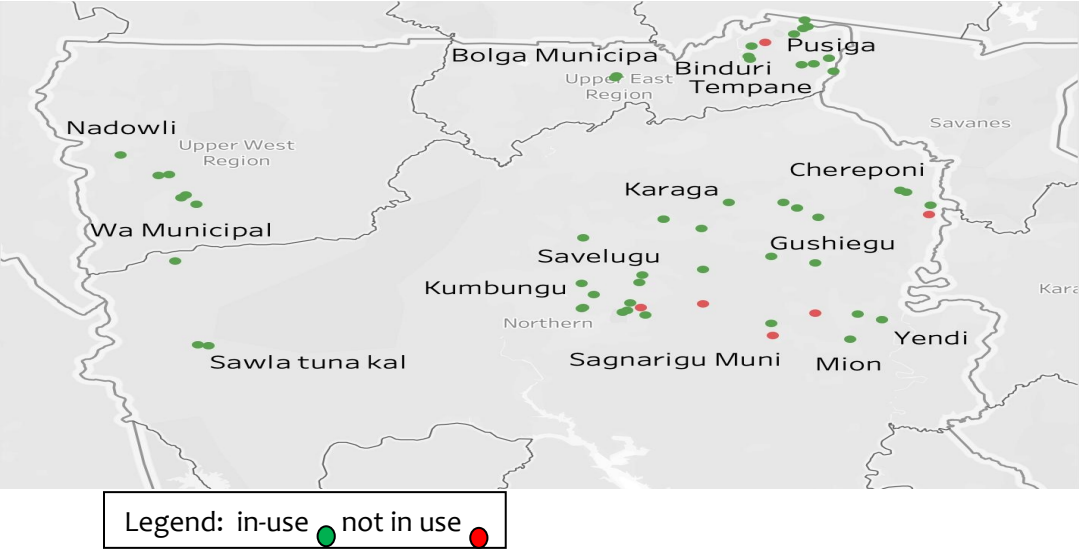 Bolga Municipa
Pusiga
Binduri
Upper East
Region
Tempane
Savanes
Nadowli
Upper West
Region
Chereponi
Karaga
Wa Municipal
Gushiegu
Savelugu
Kumbungu
Kara
Northern
Yendi
Sagnarigu Muni
Mion
Sawla tuna kal
Legend: in-use not in use